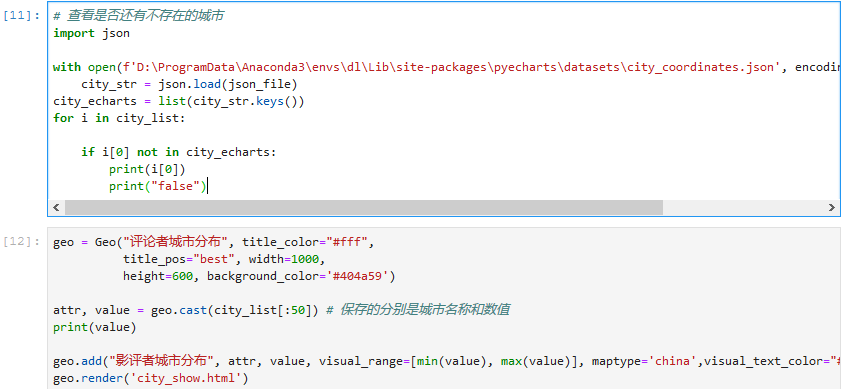 [11]: # 查看是否还有不存在的城市
import json
with open(f'D:\ProgramData\Anaconda3\envs\dl\Lib\site-packages\pyecharts\datasets\city_coordinates.json', encodin
    city_str = json.load(json_file)
city_echarts = list(city_str.keys())
for i in city_list:
    if i[0] not in city_echarts:
        print(i[0])
        print("false")
[12]: geo = Geo("评论者城市分布", title_color="#fff",
          title_pos="best", width=1000,
          height=600, background_color='#404a59')
attr, value = geo.cast(city_list[:50]) # 保存的分别是城市名称和数值
print(value)
geo.add("影评者城市分布", attr, value, visual_range=[min(value), max(value)], maptype='china',visual_text_color="#
geo.render('city_show.html')